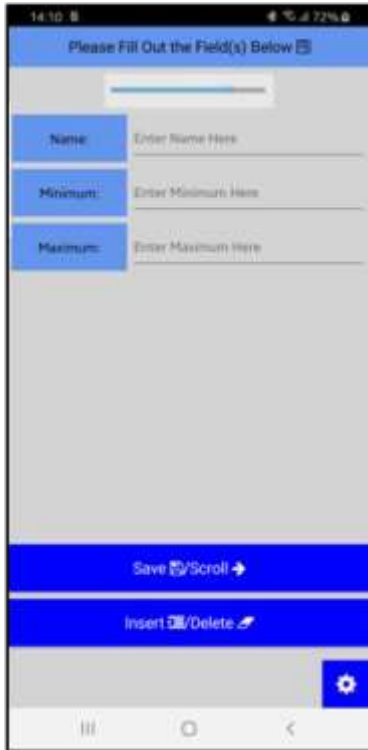 14:10 72%
Please Fill Out the Field(s) Below
Name: Enter Name Here
Minimum: Enter Minimum Here
Maximum: Enter Maximum Here
Save /Scroll
Insert /Delete